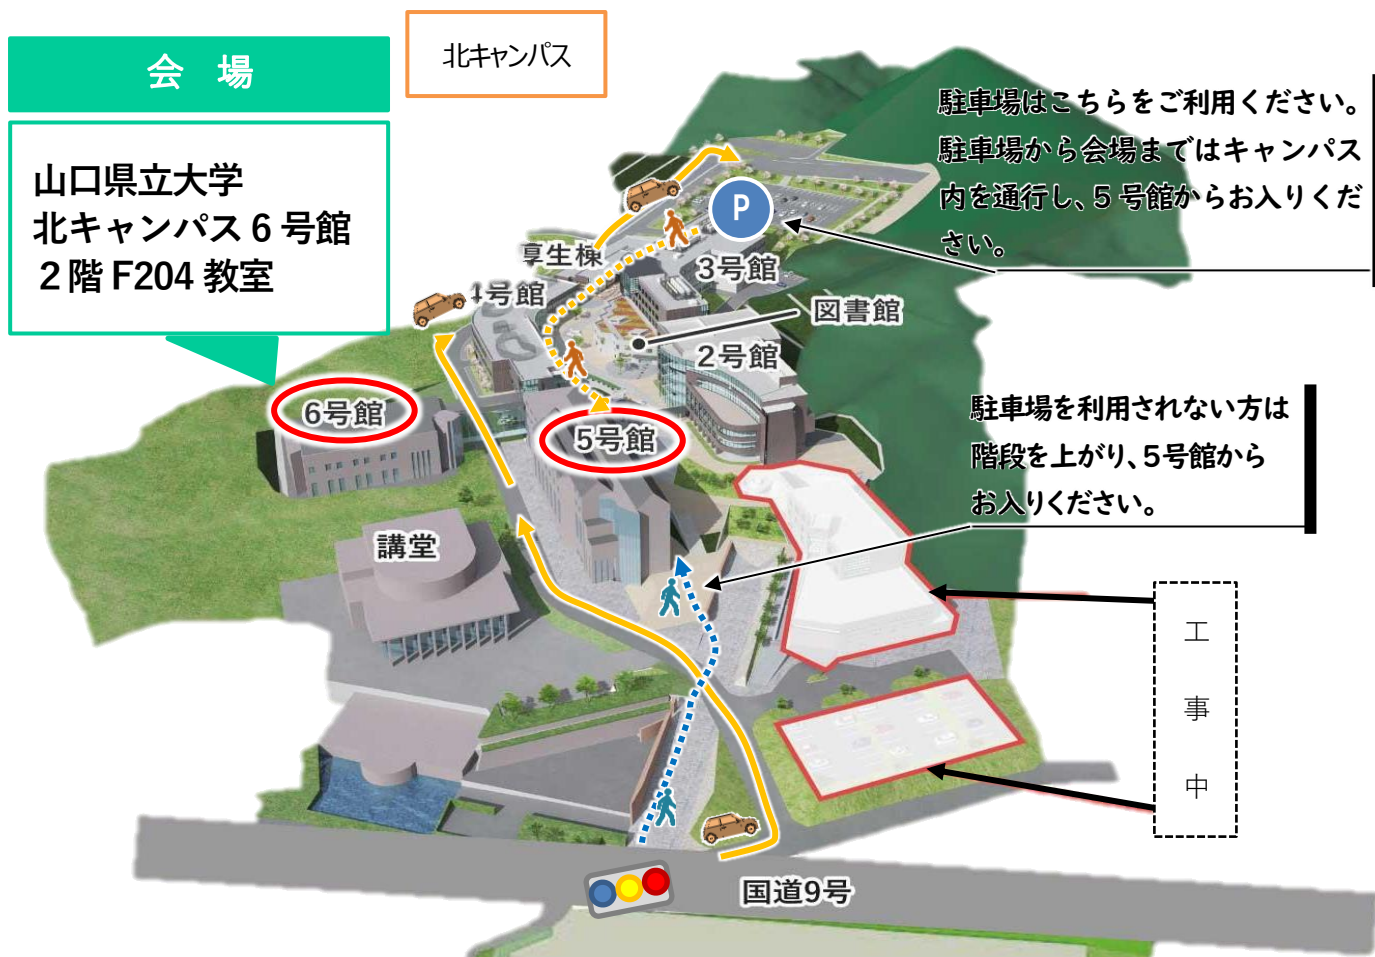 会 場
北キャンパス
山口県立大学
北キャンパス6号館
2階F204教室
駐車場はこちらをご利用ください。
駐車場から会場まではキャンパス
内を通行し、5号館からお入りくだ
さい。
P
厚生棟
3号館
4号館
図書館
2号館
6号館
5号館
駐車場を利用されない方は
階段を上がり、5号館から
お入りください。
講堂
工
事
中
国道9号